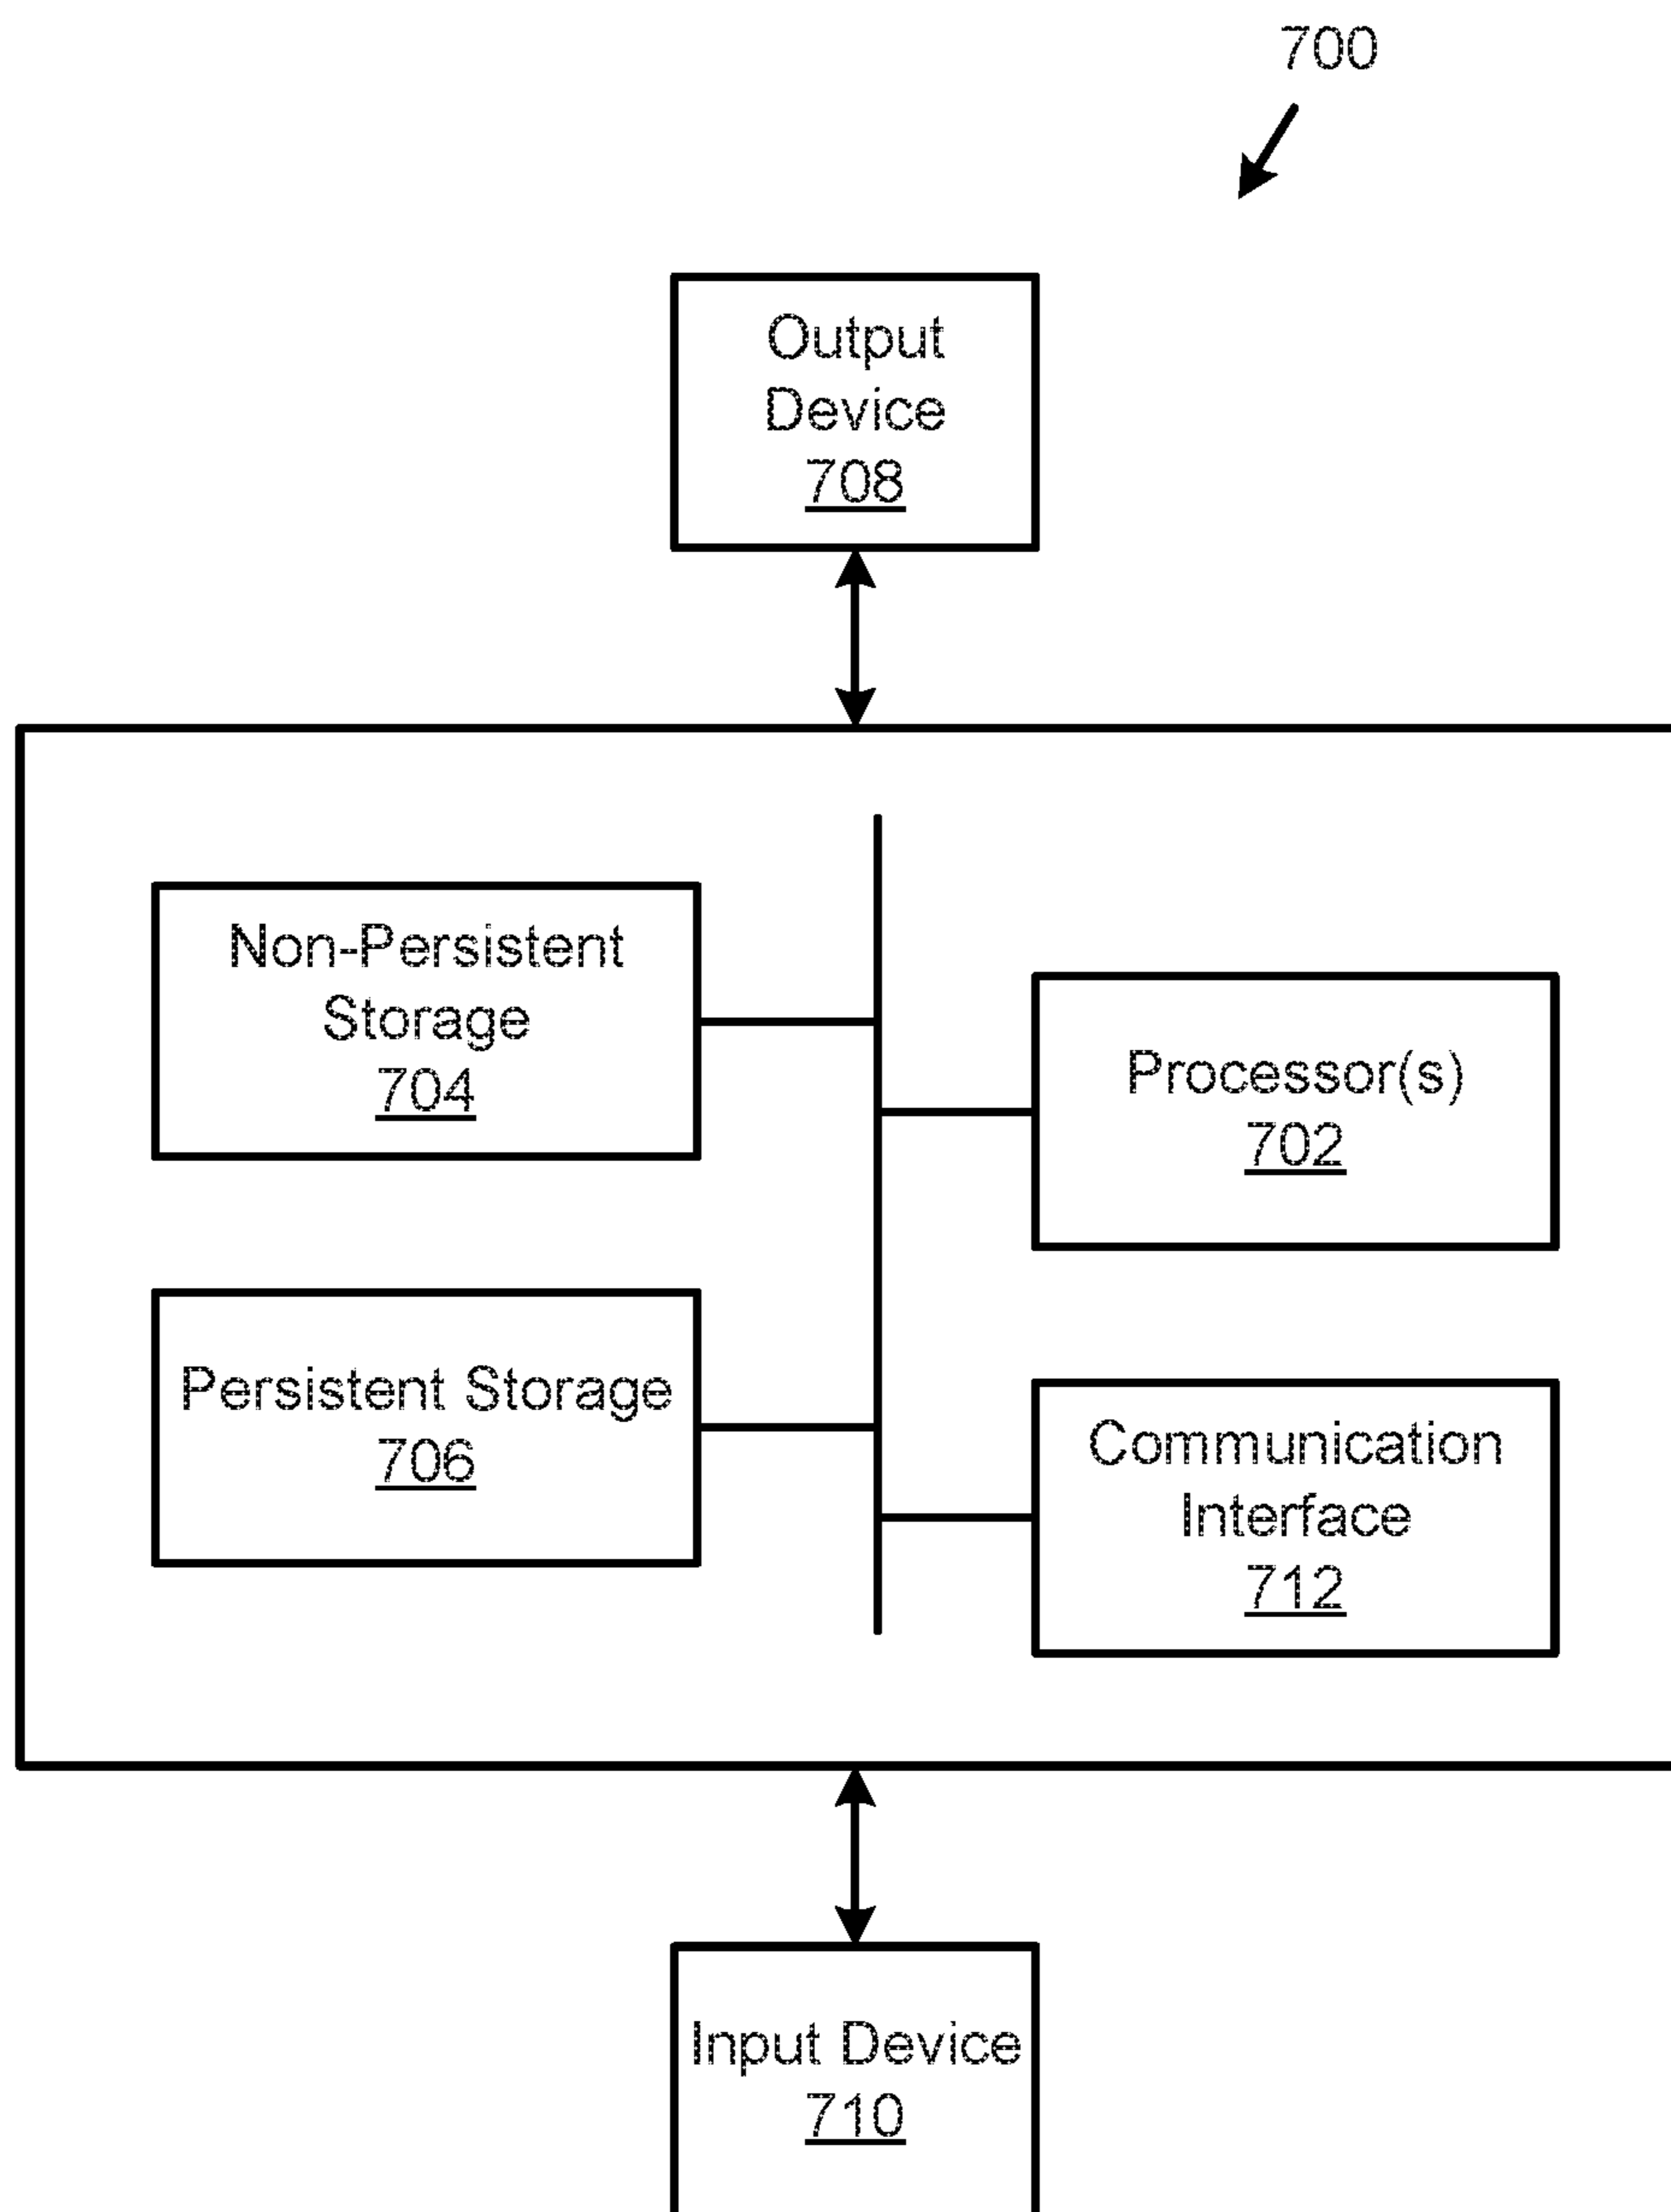 700
Output
Device
708
Non-Persistent
Storage
704
Processor(s)
702
Persistent Storage
706
Communication
Interface
712
Input Device
710